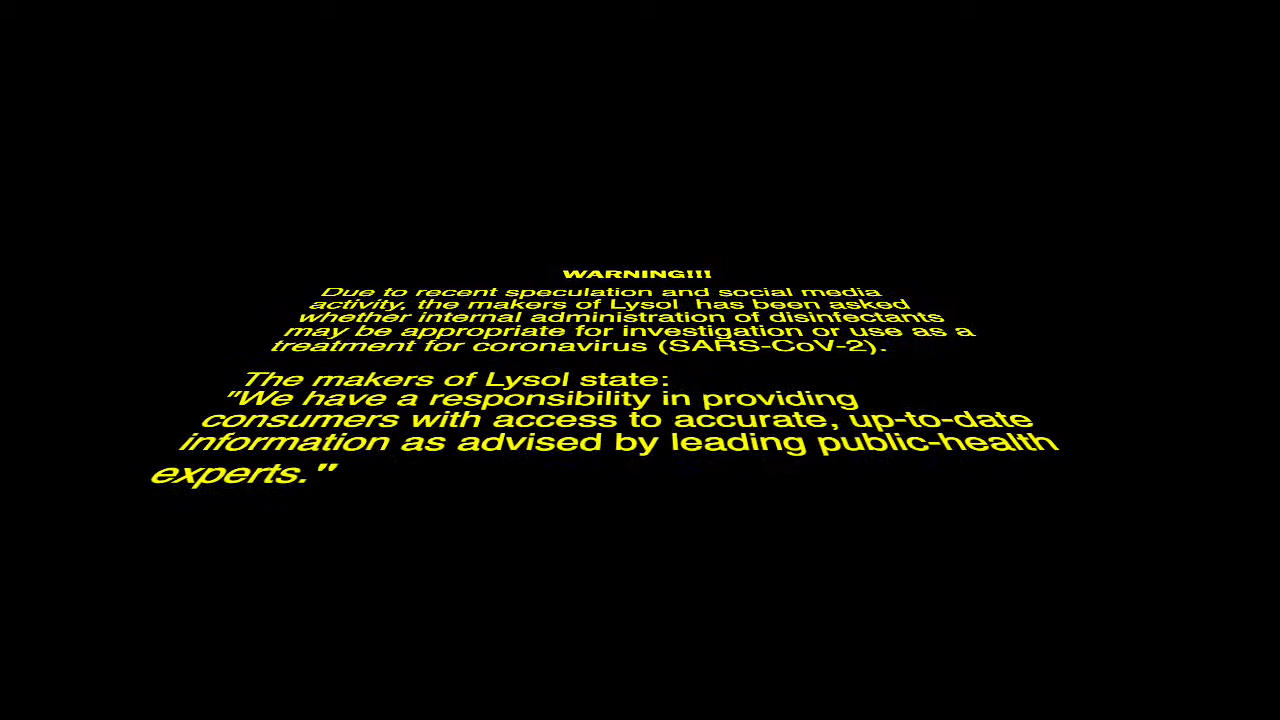 WARNING!!!
Due to recent speculation and social media
activity, the makers of Lysol has been asked
whether internal administration of disinfectants
may be appropriate for investigation or use as a
treatment for coronavirus (SARS-CoV-2).
The makers of Lysol state:
"We have a responsibility in providing
consumers with access to accurate, up-to-date
information as advised by leading public-health
experts."